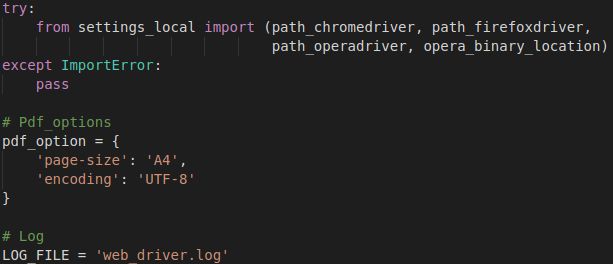 try:
    from settings_local import (path_chromedriver, path_firefoxdriver,
                                path_operadriver, opera_binary_location)
except ImportError:
    pass

# Pdf_options
pdf_option = {
    'page-size': 'A4',
    'encoding': 'UTF-8'
}

# Log
LOG_FILE = 'web_driver.log'